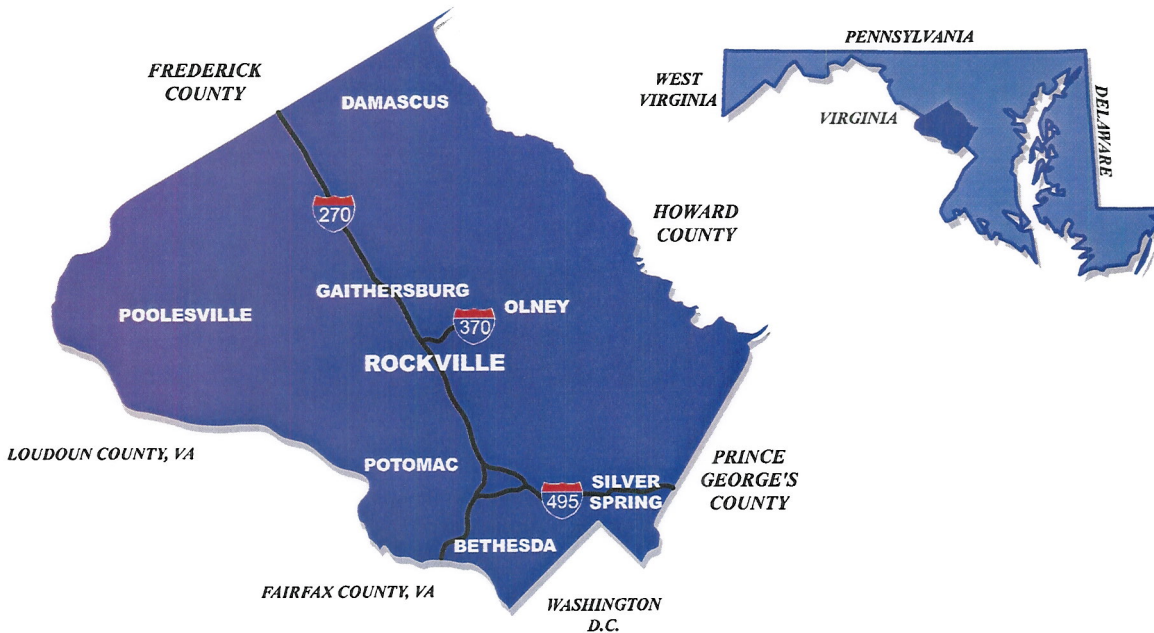 PENNSYLVANIA
WEST
VIRGINIA
VIRGINIA
DELAWARE
FREDERICK
COUNTY
DAMASCUS
270
HOWARD
COUNTY
GAITHERSBURG
OLNEY
POOLESVILLE
370
ROCKVILLE
LOUDOUN COUNTY, VA
POTOMAC
PRINCE
GEORGE'S
COUNTY
SILVER
SPRING
495
BETHESDA
FAIRFAX COUNTY, VA
WASHINGTON
D.C.